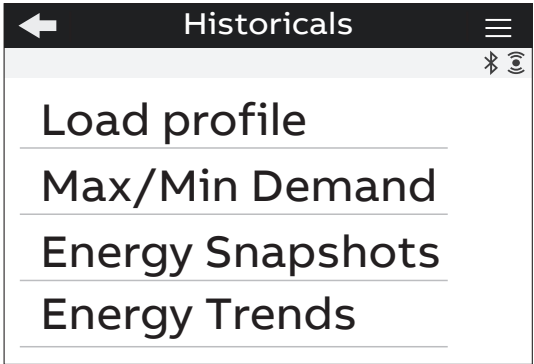 Historicals
Load profile
Max/Min Demand
Energy Snapshots
Energy Trends